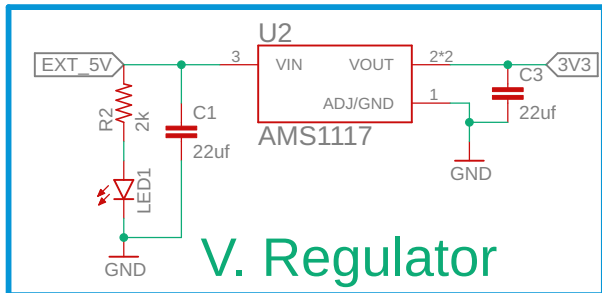 U2
EXT_5V
3
VIN
VOUT
2*2
3V3
R2
2k
C1
22uf
ADJ/GND
1
C3
22uf
AMS1117
LED1
GND
GND
V. Regulator